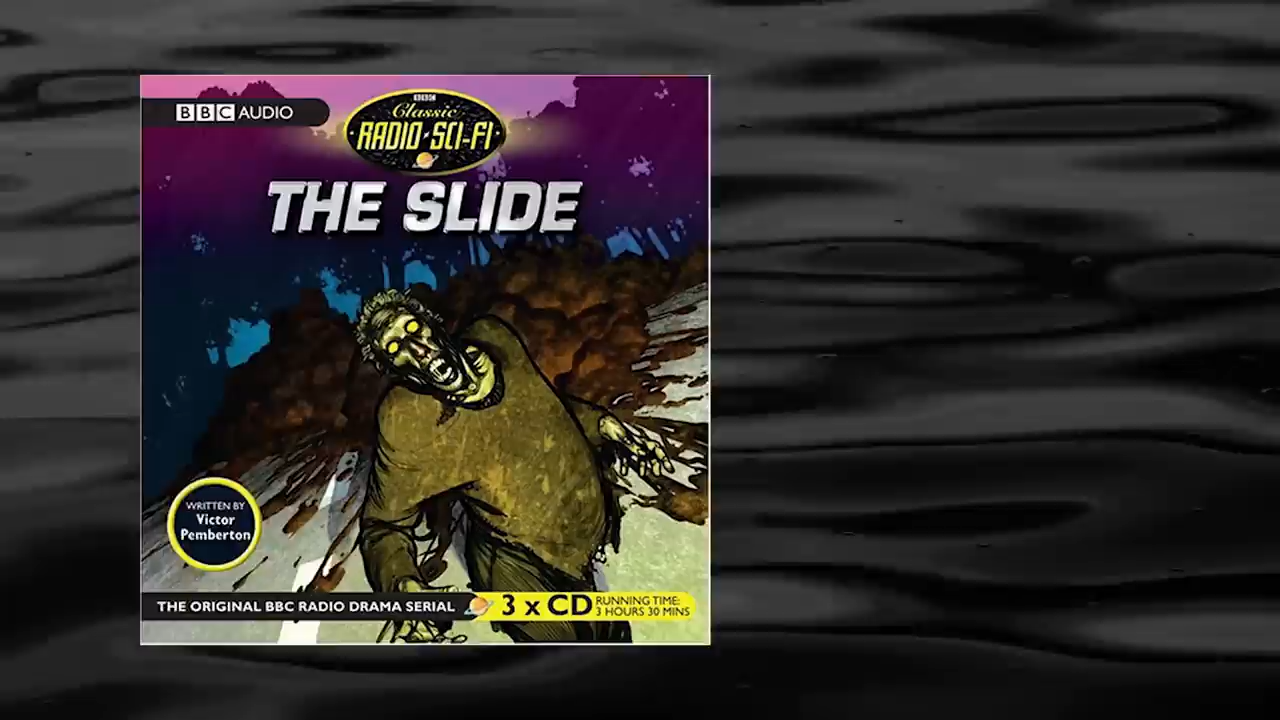 BBC AUDIO
BBC
Classic
RADIO·SCI-FI
THE SLIDE
WRITTEN BY
Victor
Pemberton
THE ORIGINAL BBC RADIO DRAMA SERIAL
3 x CD
RUNNING TIME:
3 HOURS 30 MINS